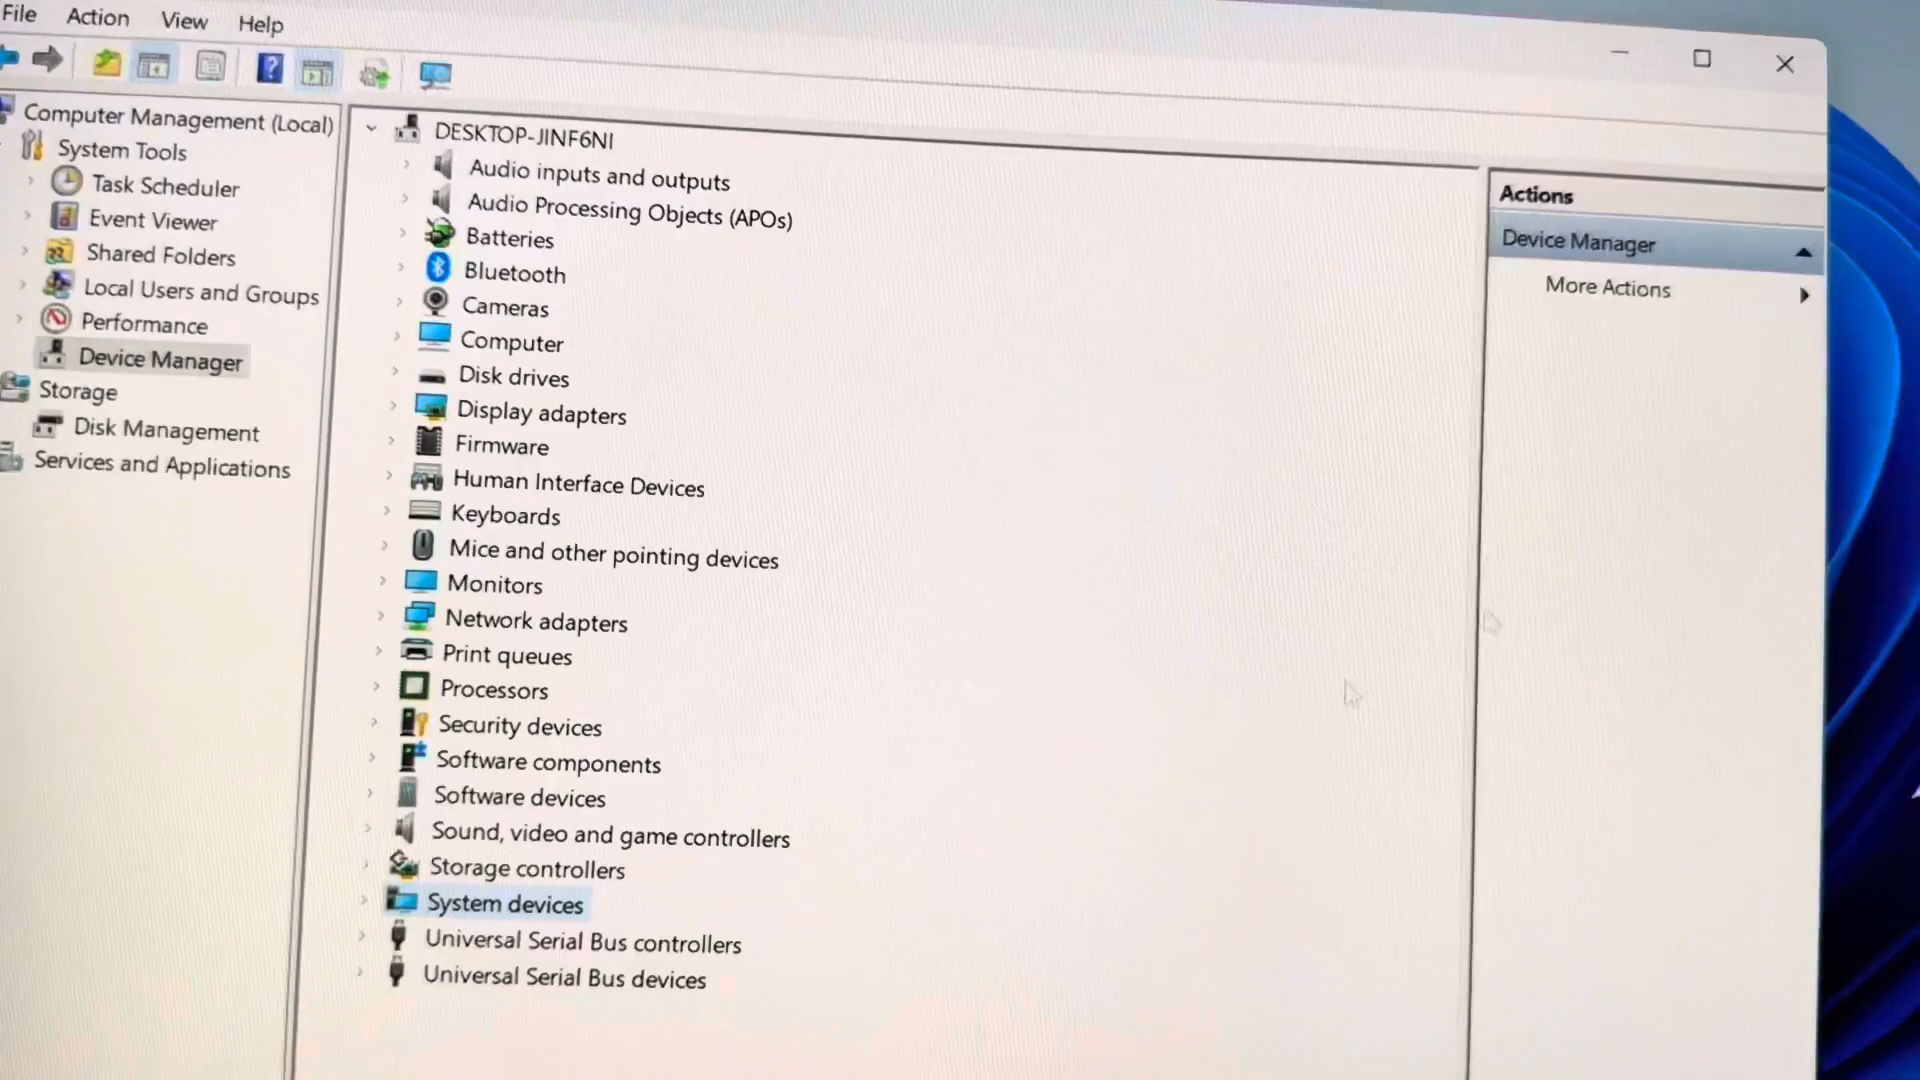 File Action View Help
Computer Management (Local)
System Tools
Task Scheduler
Event Viewer
Shared Folders
Local Users and Groups
Performance
Device Manager
Storage
Disk Management
Services and Applications
DESKTOP-JINF6NI
Audio inputs and outputs
Audio Processing Objects (APOs)
Batteries
Bluetooth
Cameras
Computer
Disk drives
Display adapters
Firmware
Human Interface Devices
Keyboards
Mice and other pointing devices
Monitors
Network adapters
Print queues
Processors
Security devices
Software components
Software devices
Sound, video and game controllers
Storage controllers
System devices
Universal Serial Bus controllers
Universal Serial Bus devices
Actions
Device Manager
More Actions